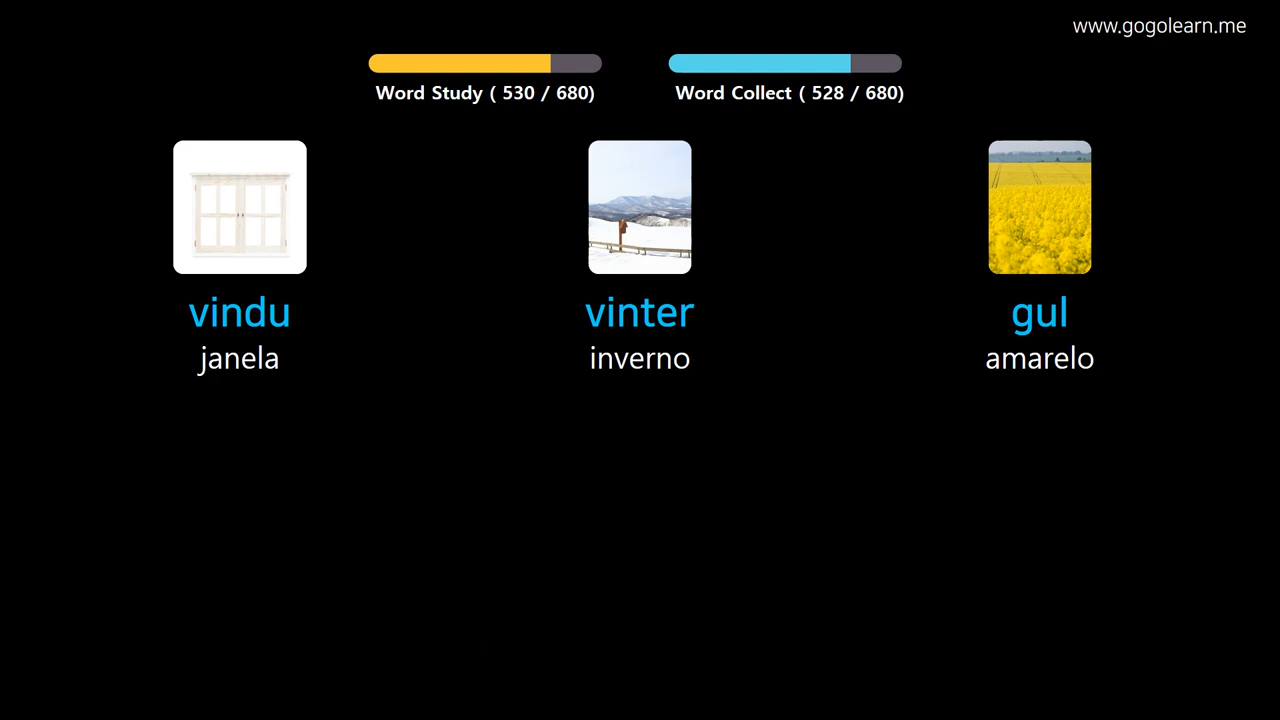 www.gogolearn.me
Word Study ( 530 / 680)
Word Collect ( 528 / 680)
vindu
janela
vinter
inverno
gul
amarelo